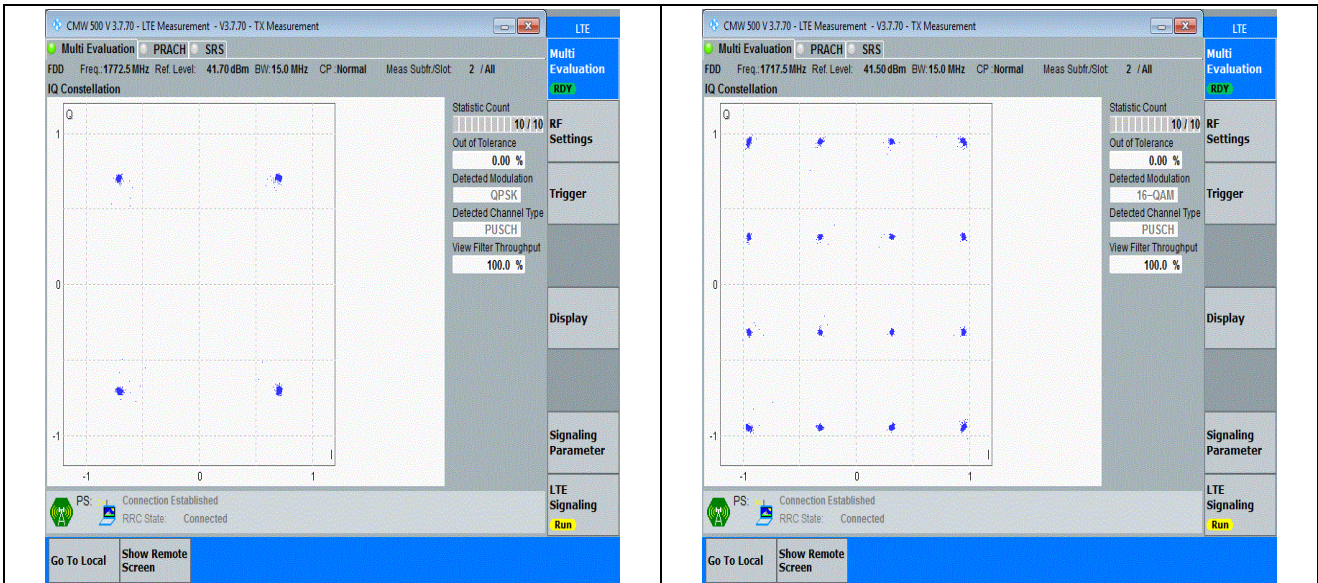 CMW 500 V 3.7.70 - LTE Measurement  - V3.7.70 - TX Measurement
LTE
Multi Evaluation PRACH SRS
Multi
Evaluation
RDY
FDD Freq.:1772.5 MHz Ref. Level: 41.70 dBm BW:15.0 MHz CP :Normal Meas Subfr./Slot: 2 / All
IQ Constellation
Q
1
0
-1
-1 0 1
I
Statistic Count
10 / 10
Out of Tolerance
0.00 %
Detected Modulation
QPSK
Detected Channel Type
PUSCH
View Filter Throughput
100.0 %
RF
Settings
Trigger
Display
Signaling
Parameter
LTE
Signaling
Run
PS: Connection Established
RRC State: Connected
Go To Local
Show Remote
Screen
CMW 500 V 3.7.70 - LTE Measurement  - V3.7.70 - TX Measurement
LTE
Multi Evaluation PRACH SRS
Multi
Evaluation
RDY
FDD Freq.:1717.5 MHz Ref. Level: 41.50 dBm BW:15.0 MHz CP :Normal Meas Subfr./Slot: 2 / All
IQ Constellation
Q
1
0
-1
-1 0 1
I
Statistic Count
10 / 10
Out of Tolerance
0.00 %
Detected Modulation
16-QAM
Detected Channel Type
PUSCH
View Filter Throughput
100.0 %
RF
Settings
Trigger
Display
Signaling
Parameter
LTE
Signaling
Run
PS: Connection Established
RRC State: Connected
Go To Local
Show Remote
Screen